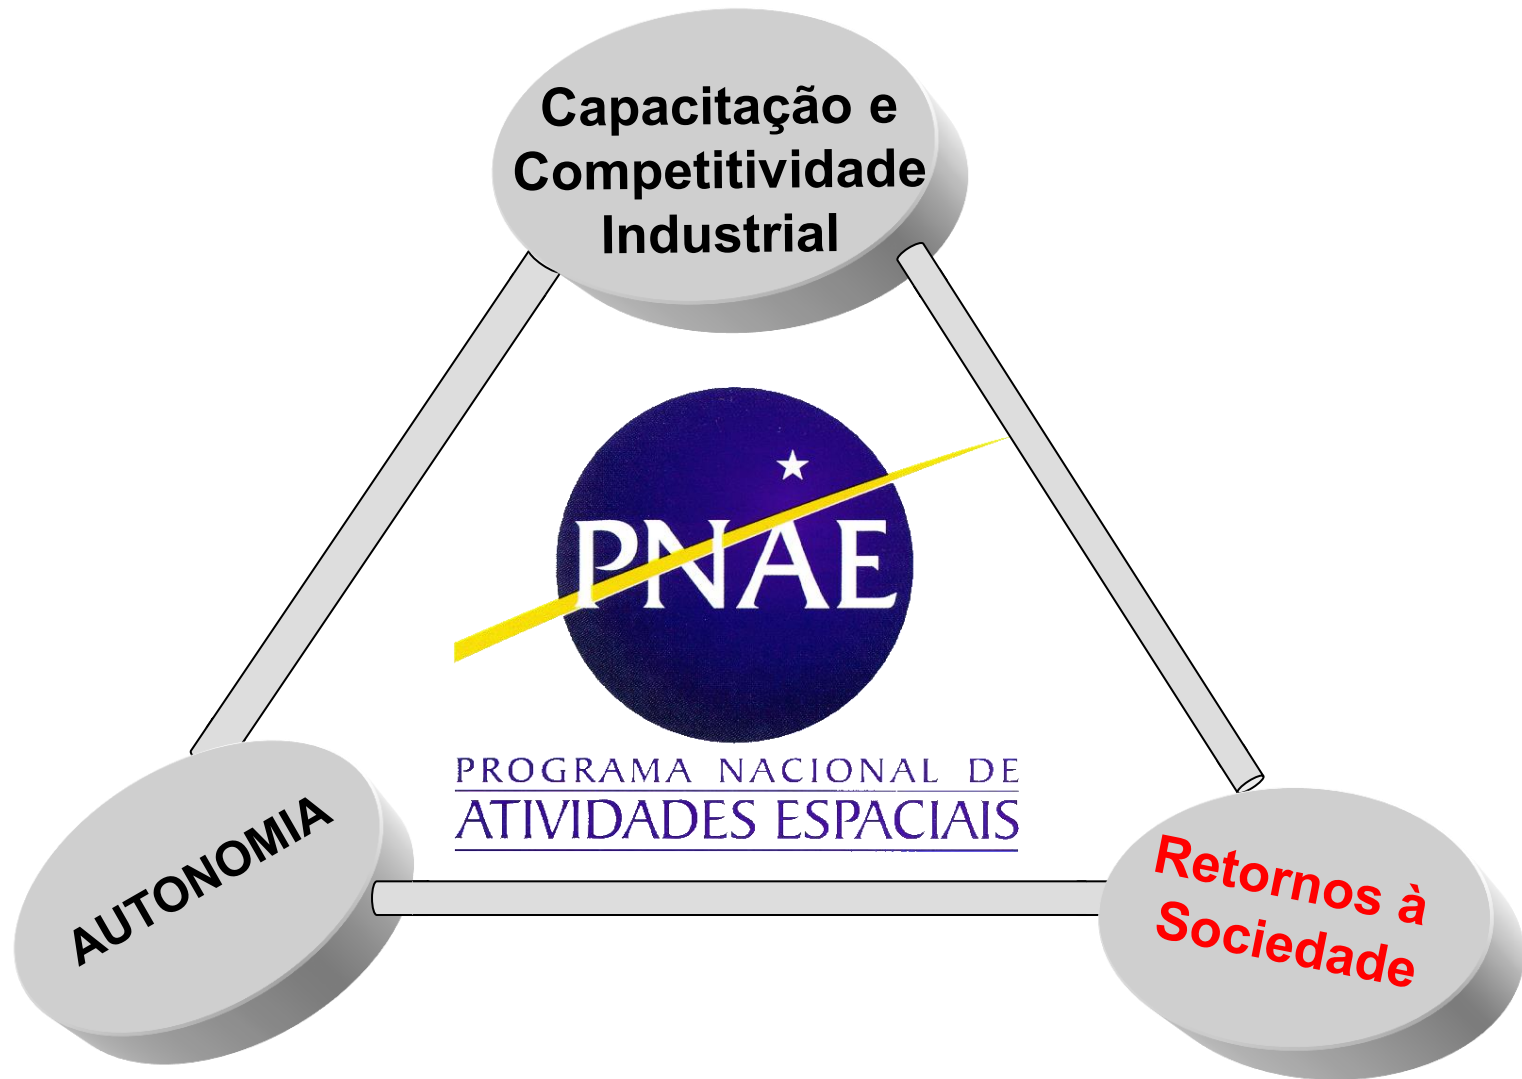 Capacitação e
Competitividade
Industrial
PNAE
PROGRAMA NACIONAL DE
ATIVIDADES ESPACIAIS
AUTONOMIA
Retornos à
Sociedade